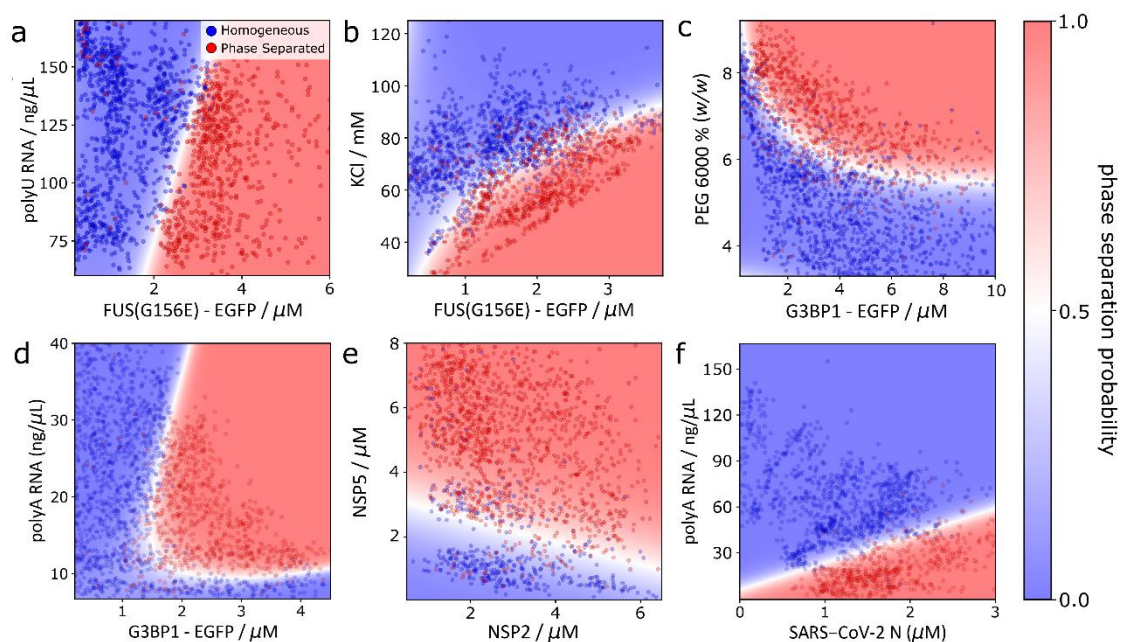 a
Homogeneous
Phase Separated
polyU RNA / ng/μL
150
125
100
75
2
4
6
FUS(G156E) - EGFP / μM
b
KCl / mM
120
100
80
60
40
1
2
3
FUS(G156E) - EGFP / μM
c
PEG 6000 % (w/w)
8
6
4
2
4
6
8
10
G3BP1 - EGFP / μM
d
polyA RNA (ng/μL)
40
30
20
10
1
2
3
4
G3BP1 - EGFP / μM
e
NSP5 / μM
8
6
4
2
2
4
6
NSP2 / μM
f
polyA RNA / ng/μL
150
120
90
60
30
0
1
2
3
SARS-CoV-2 N (μM)
1.0
0.5
0.0
phase separation probability